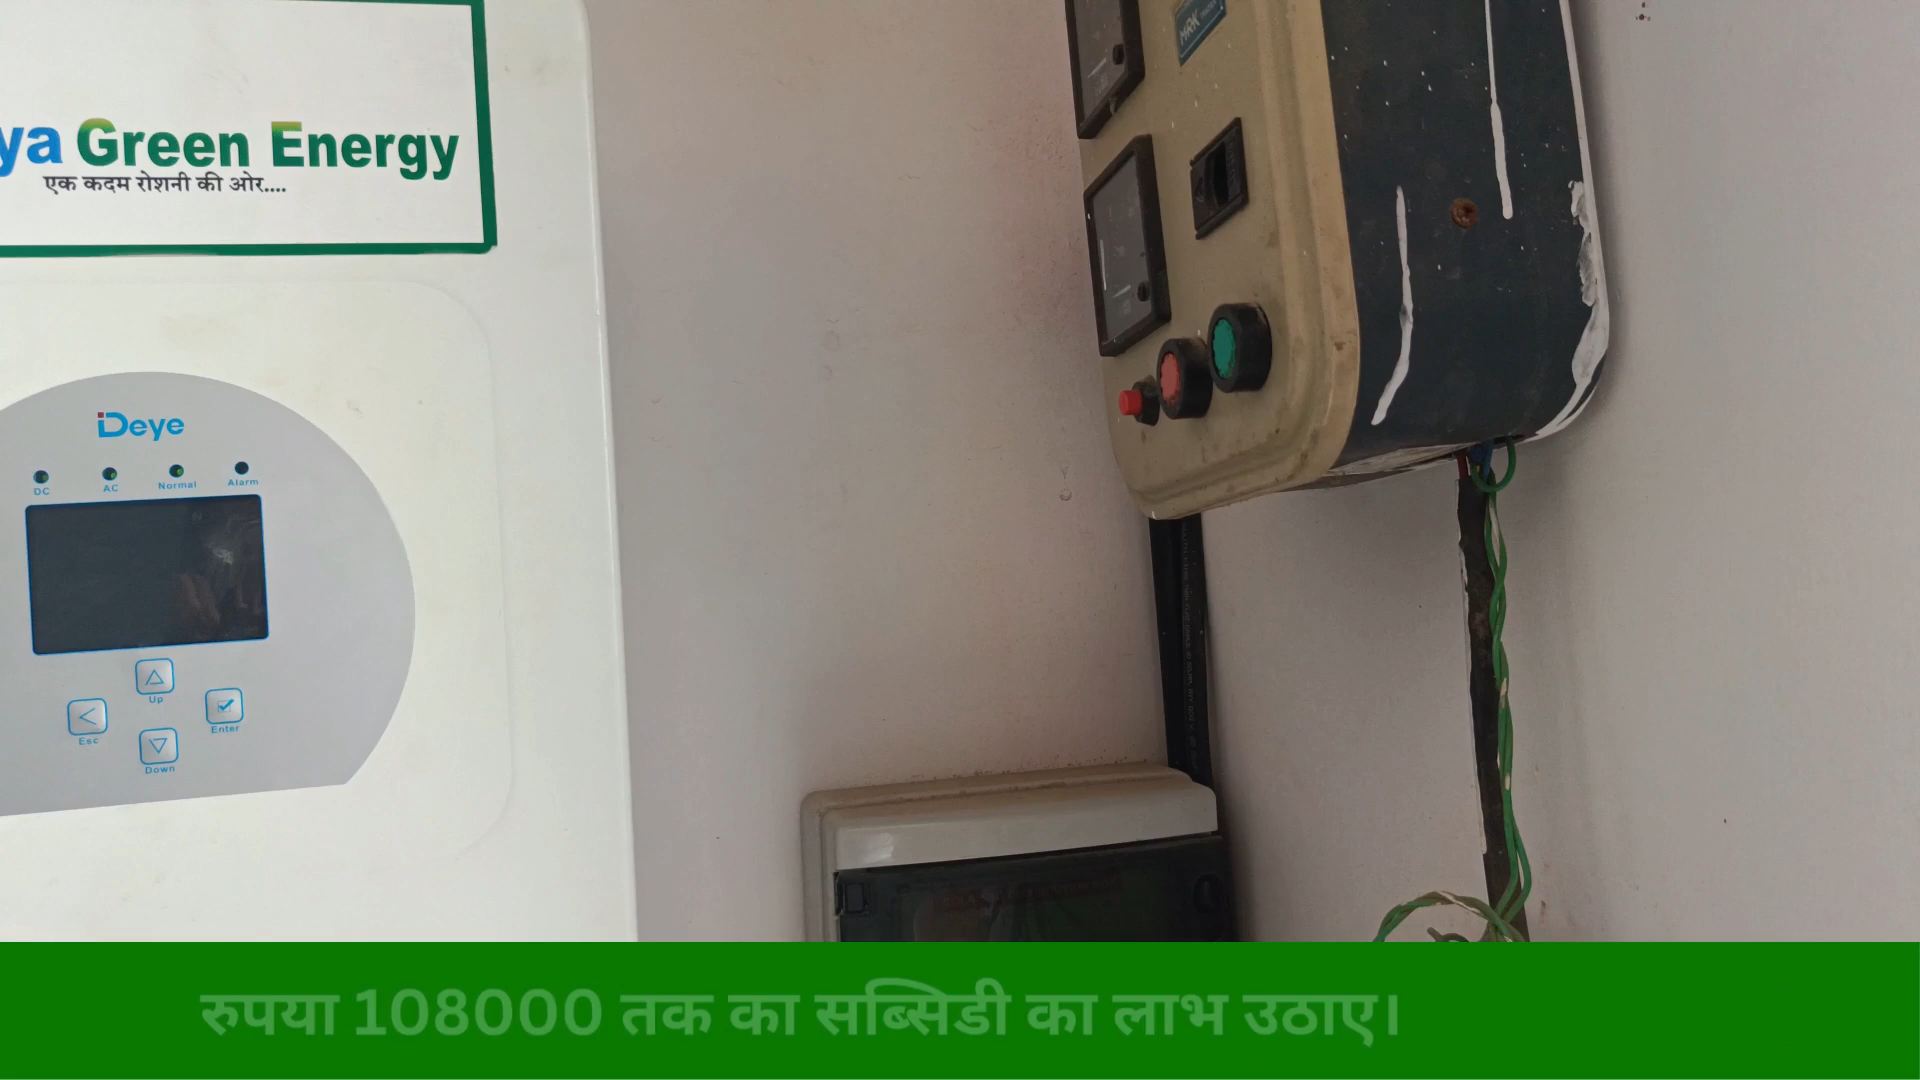 ya Green Energy
एक कदम रोशनी की ओर....
MRK
Deye
DC AC Normal Alarm
Up
Esc
Enter
Down
रुपया 108000 तक का सब्सिडी का लाभ उठाए।